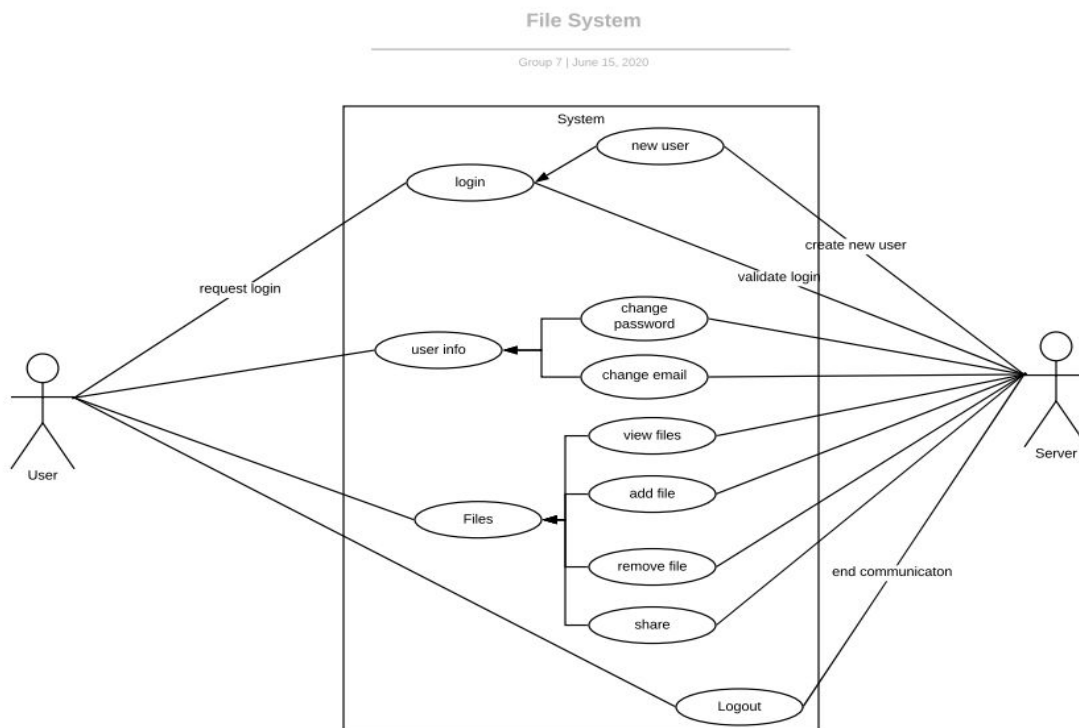 File System
Group 7 | June 15, 2020
System
new user
login
create new user
validate login
request login
change
password
user info
change email
view files
User
Server
add file
Files
remove file
end communicaton
share
Logout